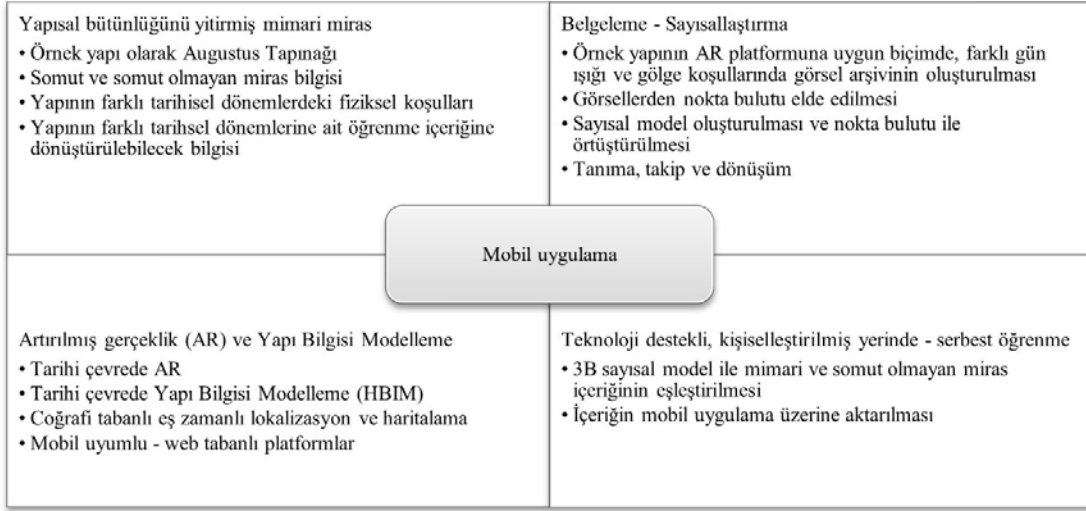 Yapısal bütünlüğünü yitirmiş mimari miras
• Örnek yapı olarak Augustus Tapınağı
• Somut ve somut olmayan miras bilgisi
• Yapının farklı tarihisel dönemlerdeki fiziksel koşulları
• Yapının farklı tarihsel dönemlerine ait öğrenme içeriğine
dönüştürülebilecek bilgisi
Belgeleme - Sayısallaştırma
• Örnek yapının AR platformuna uygun biçimde, farklı gün
ışığı ve gölge koşullarında görsel arşivinin oluşturulması
• Görsellerden nokta bulutu elde edilmesi
• Sayısal model oluşturulması ve nokta bulutu ile
örtüştürülmesi
• Tanıma, takip ve dönüşüm
Mobil uygulama
Artırılmış gerçeklik (AR) ve Yapı Bilgisi Modelleme
• Tarihi çevrede AR
• Tarihi çevrede Yapı Bilgisi Modelleme (HBIM)
• Coğrafi tabanlı eş zamanlı lokalizasyon ve haritalama
• Mobil uyumlu - web tabanlı platformlar
Teknoloji destekli, kişiselleştirilmiş yerinde - serbest öğrenme
• 3B sayısal model ile mimari ve somut olmayan miras
içeriğinin eşleştirilmesi
• İçeriğin mobil uygulama üzerine aktarılması